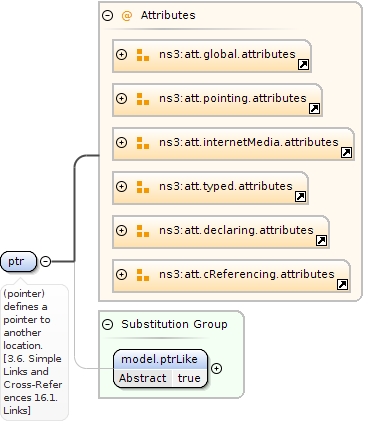 Attributes
ns3:att.global.attributes
ns3:att.pointing.attributes
ns3:att.internetMedia.attributes
ns3:att.typed.attributes
ns3:att.declaring.attributes
ns3:att.cReferencing.attributes
ptr
(pointer)
defines a
pointer to
another
location.
[3.6. Simple
Links and
Cross-Refer
ences 16.1.
Links]
Substitution Group
model.ptrLike
Abstract true